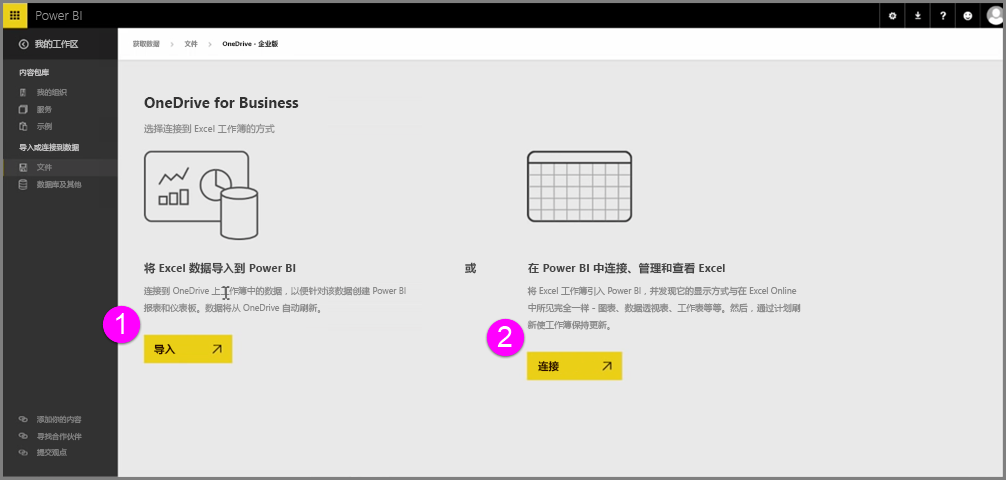 Power BI
?
我的工作区
获取数据 > 文件 > OneDrive - 企业版
内容包库
我的组织
服务
示例
导入或连接到数据
文件
数据库及其他
添加你的内容
寻找合作伙伴
提交观点
OneDrive for Business
选择连接到 Excel 工作簿的方式
将 Excel 数据导入到 Power BI
连接到 OneDrive 上工作簿中的数据，以便针对该数据创建 Power BI
报表和仪表板。数据将从 OneDrive 自动刷新。
1
导入
或
在 Power BI 中连接、管理和查看 Excel
将 Excel 工作簿引入 Power BI，并发现它的显示方式与在 Excel Online
中所见完全一样 - 图表、数据透视表、工作表等等。然后，通过计划刷
新使工作簿保持更新。
2
连接